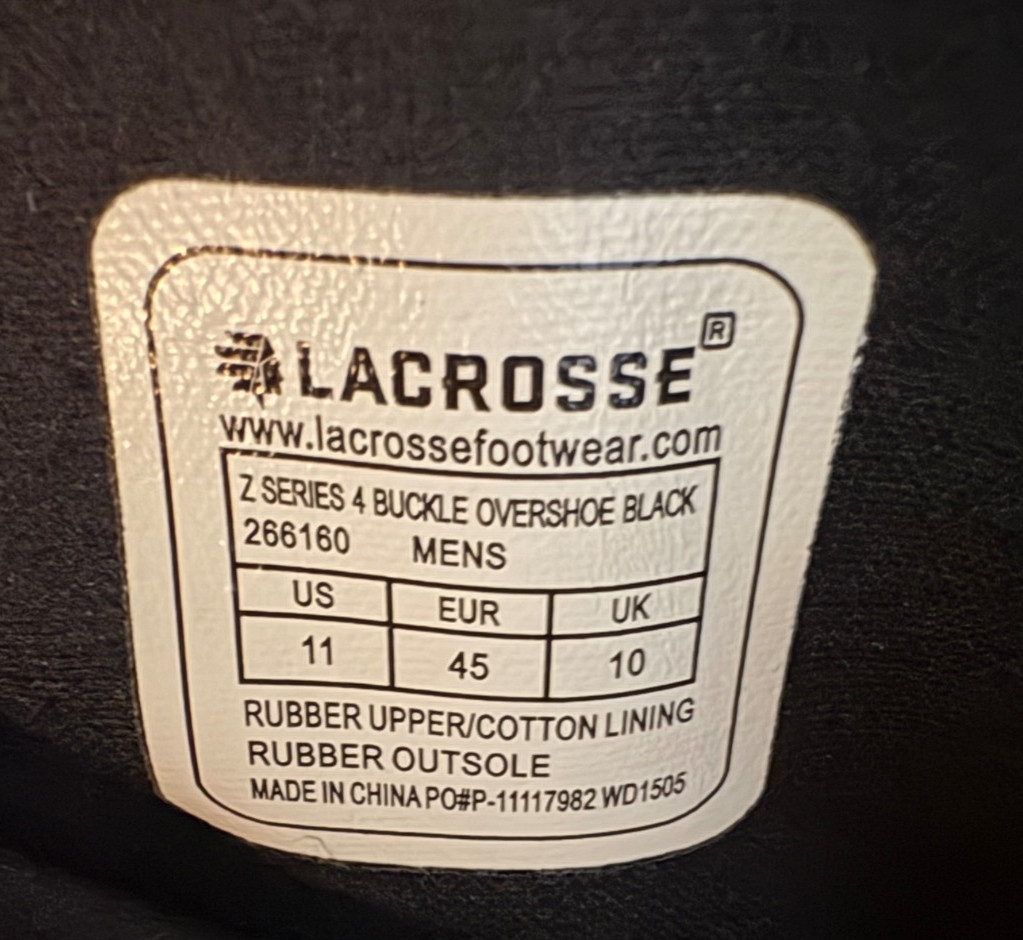 LACROSSE®
www.lacrossefootwear.com
Z SERIES 4 BUCKLE OVERSHOE BLACK
266160 MENS
US EUR UK
11 45 10
RUBBER UPPER/COTTON LINING
RUBBER OUTSOLE
MADE IN CHINA PO#P-11117982 WD1505